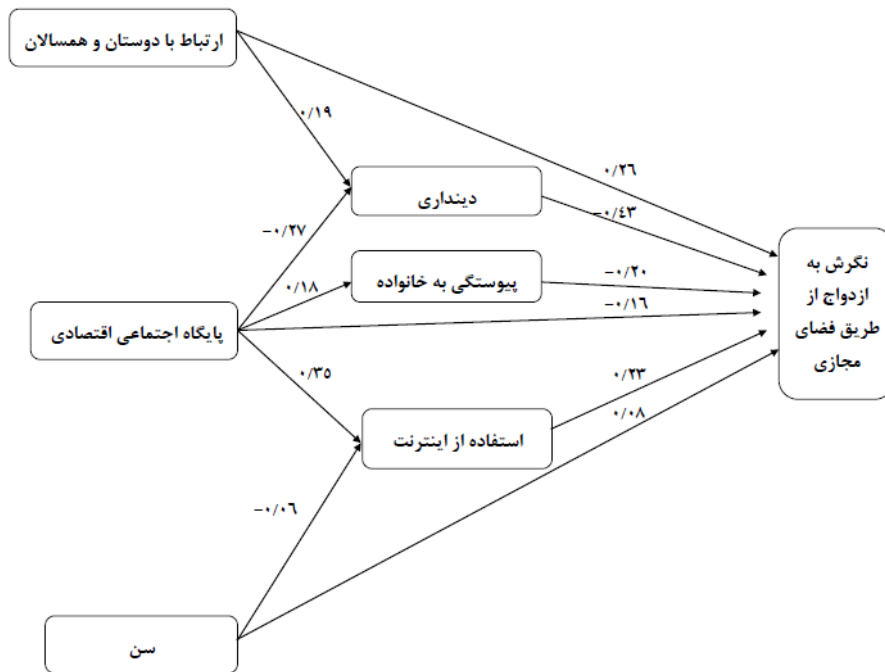 ارتباط با دوستان و همسالان
۰/۱۹
۰/۲۶
دینداری
-۰/۴۳
-۰/۲۷
نگرش به
ازدواج از
طریق فضای
مجازی
پیوستگی به خانواده
-۰/۲۰
۰/۱۸
-۰/۱۶
پایگاه اجتماعی اقتصادی
۰/۳۵
۰/۲۳
استفاده از اینترنت
۰/۰۸
-۰/۰۶
سن